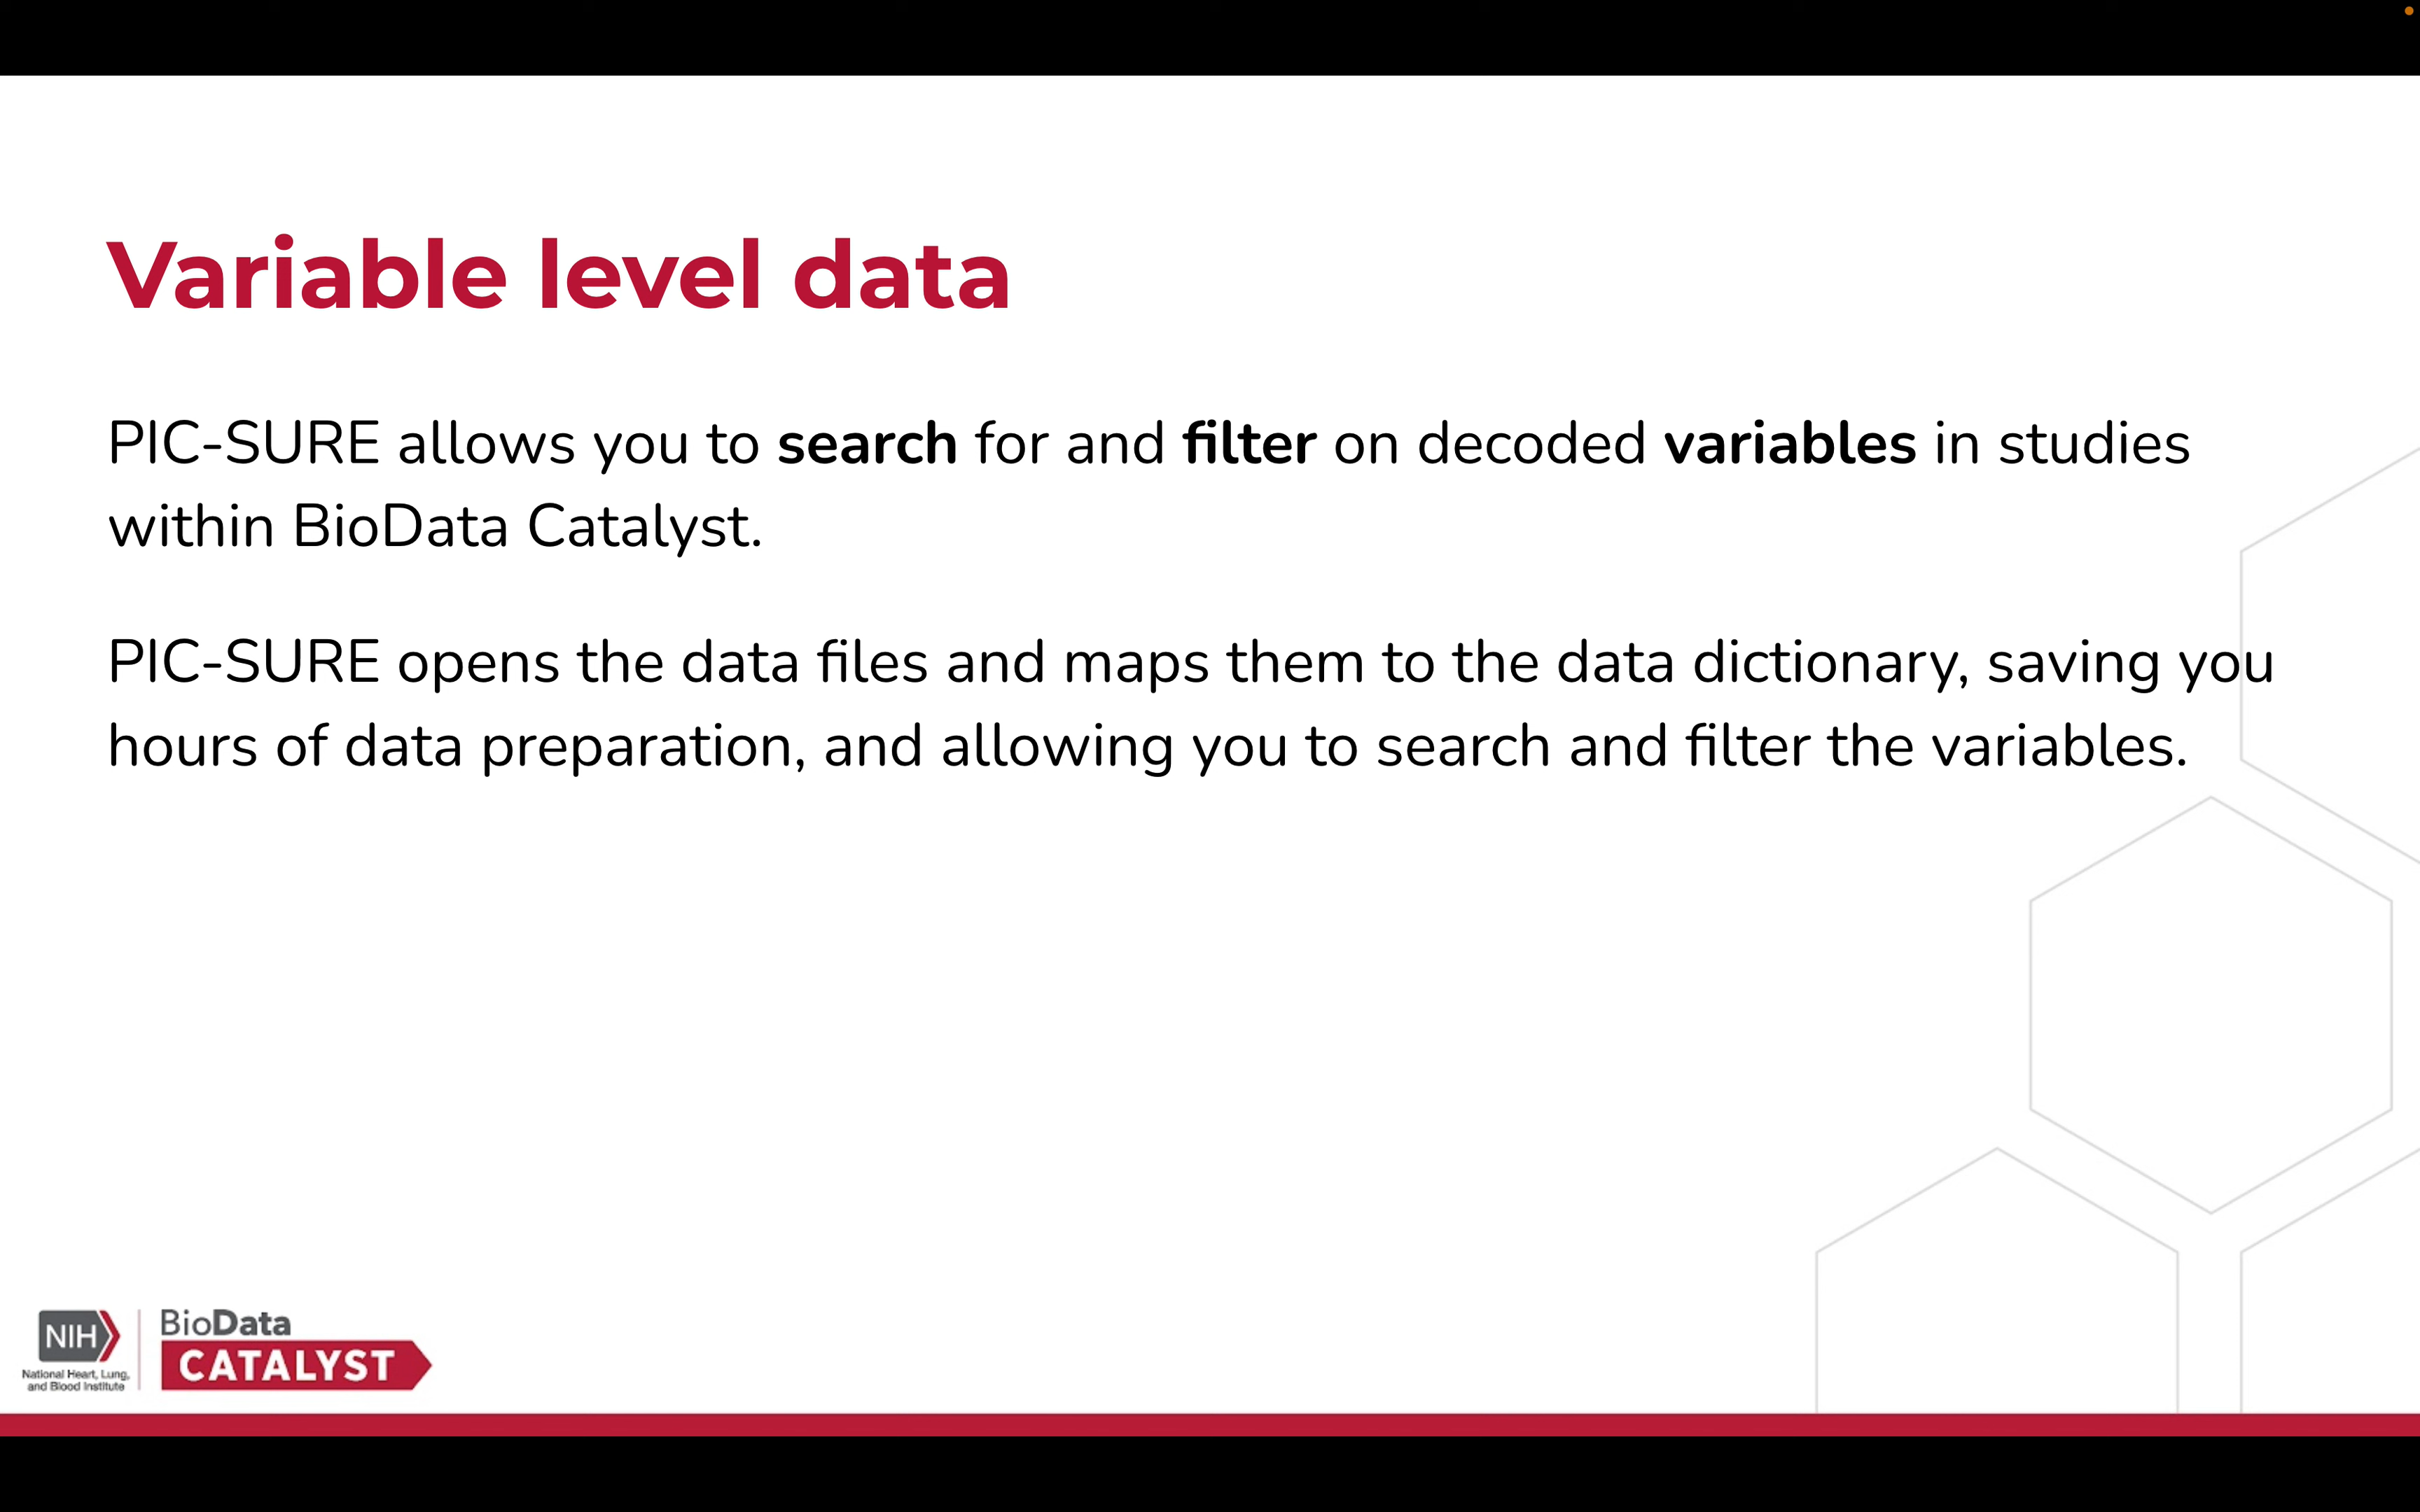 Variable level data
PIC-SURE allows you to search for and filter on decoded variables in studies
within BioData Catalyst.
PIC-SURE opens the data files and maps them to the data dictionary, saving you
hours of data preparation, and allowing you to search and filter the variables.
NIH
National Heart, Lung,
and Blood Institute
BioData
CATALYST